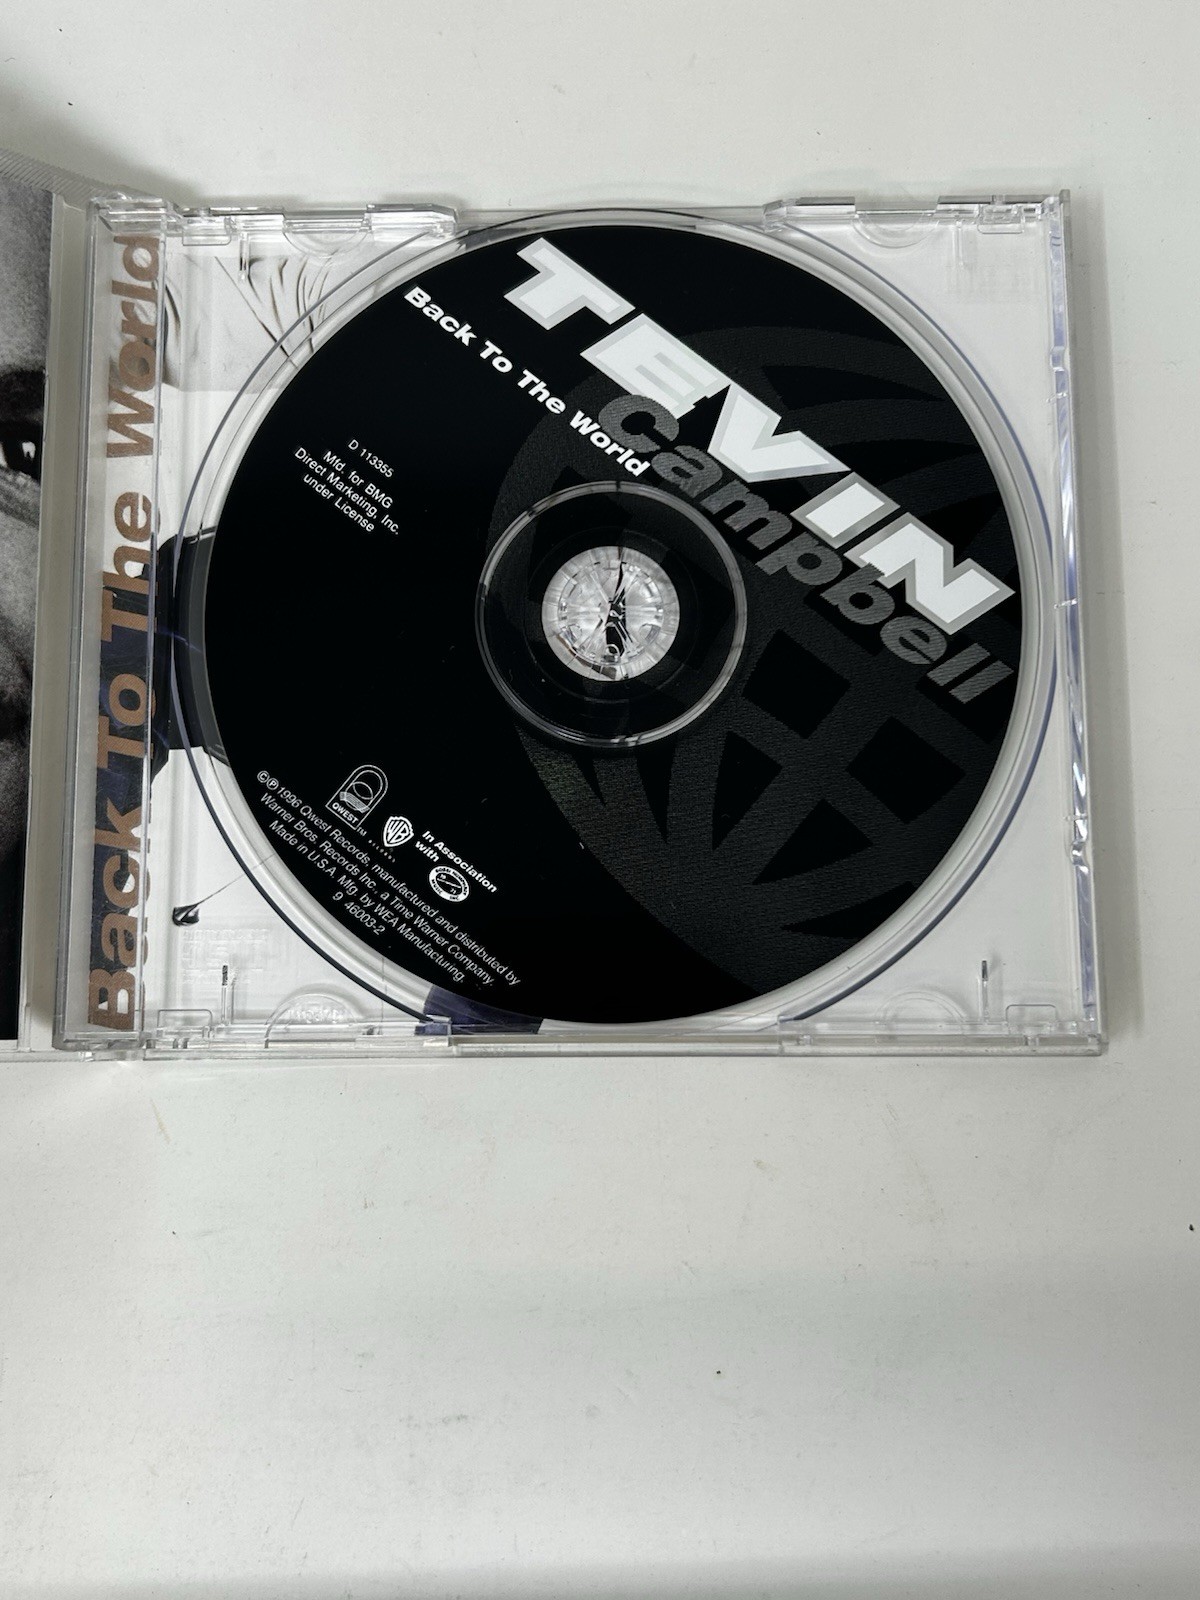 Back To The World
TEVIN
Campbell
Back To The World
D 113355
Mfd. for BMG
Direct Marketing, Inc.
under License
QWEST
TM
WB
In Association
with
©℗1996 Qwest Records, manufactured and distributed by
Warner Bros. Records Inc., a Time Warner Company.
Made in U.S.A. Mfg. by WEA Manufacturing.
9 46003-2